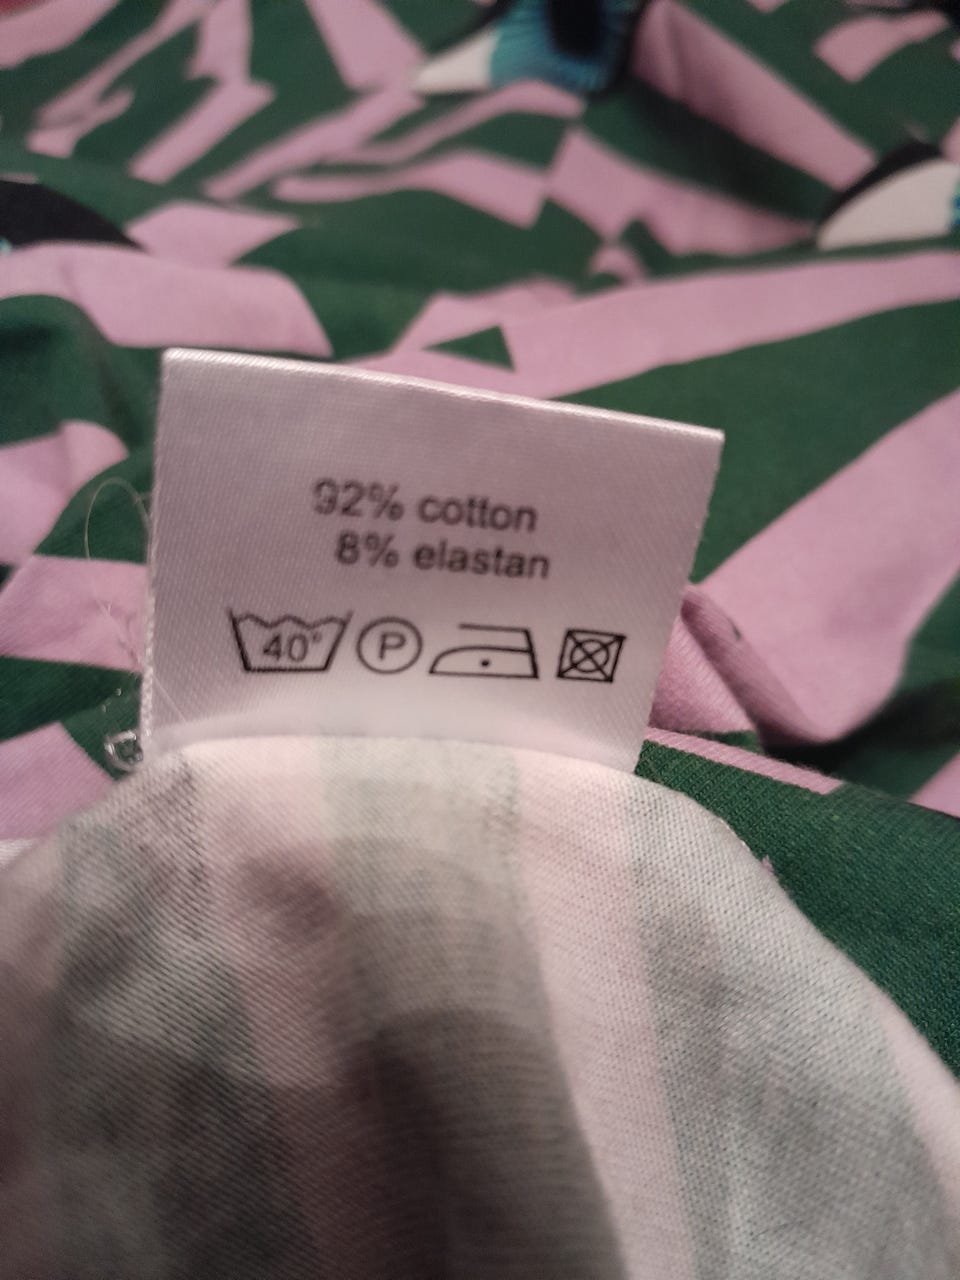 92% cotton
8% elastan
40° P